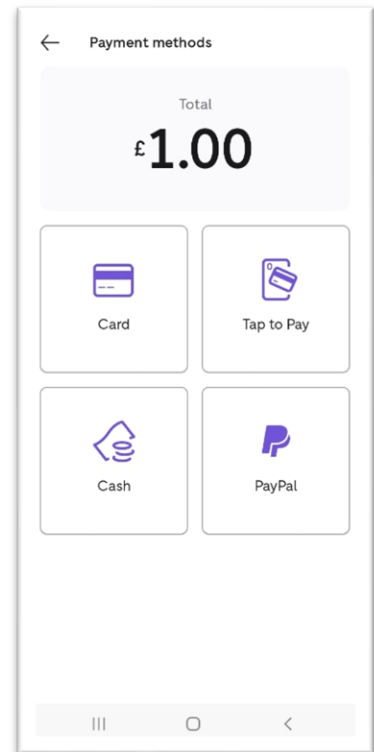 Payment methods
Total
£1.00
Card
Tap to Pay
Cash
PayPal